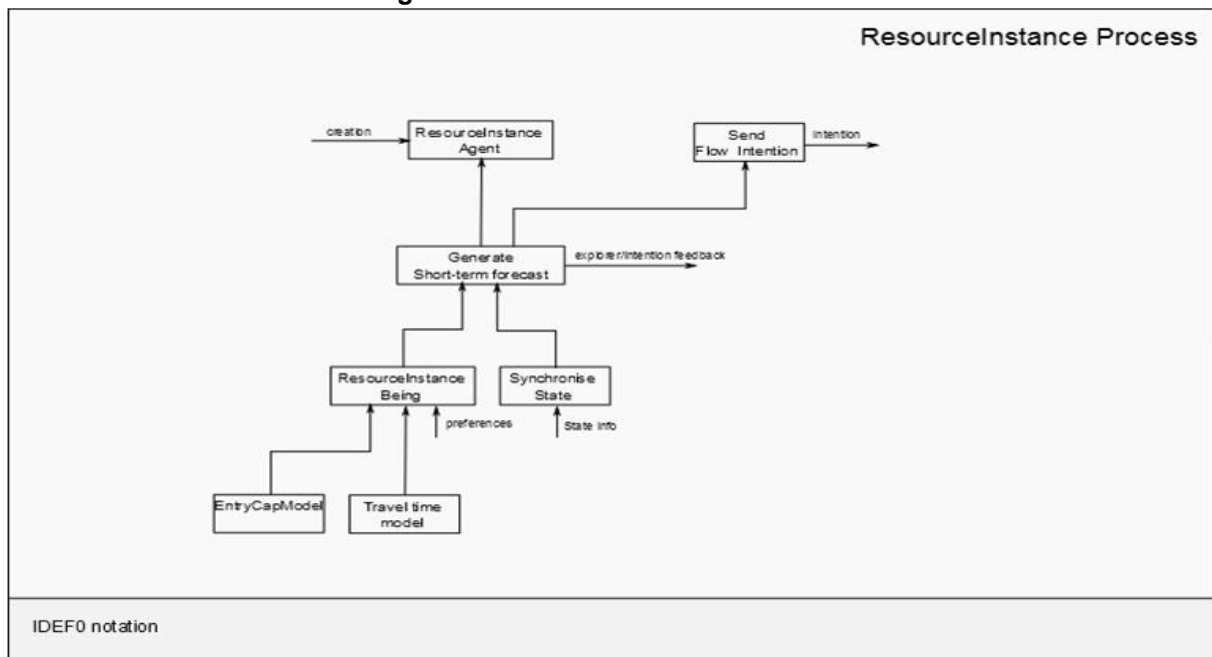 ResourceInstance Process
creation
ResourceInstance
Agent
Send
Flow Intention
Intention
Generate
Short-term forecast
explorer/intention feedback
ResourceInstance
Being
Synchronise
State
preferences
State info
EntryCapModel
Travel time
model
IDEF0 notation